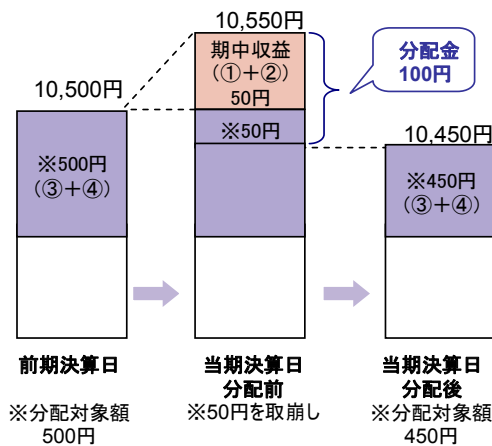 10,550円
期中収益
(①+②)
50円
分配金
100円
10,500円
※50円
10,450円
※500円
(③+④)
※450円
(③+④)
前期決算日
当期決算日
分配前
当期決算日
分配後
※分配対象額
500円
※50円を取崩し
※分配対象額
450円